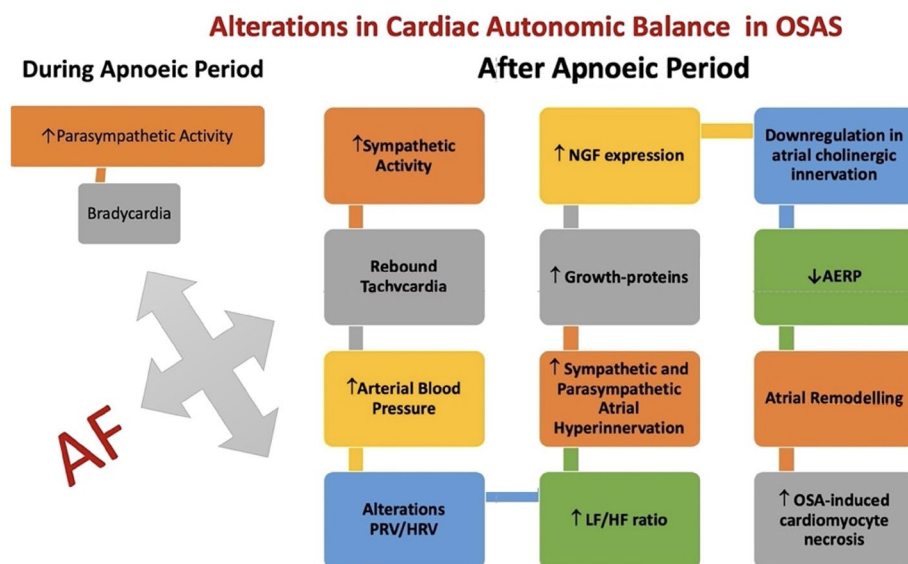 Alterations in Cardiac Autonomic Balance in OSAS
During Apnoeic Period
After Apnoeic Period
↑Parasympathetic Activity
Bradycardia
AF
↑Sympathetic
Activity
Rebound
Tachycardia
↑Arterial Blood
Pressure
Alterations
PRV/HRV
↑ NGF expression
↑ Growth-proteins
↑ Sympathetic and
Parasympathetic
Atrial
Hyperinnervation
↑ LF/HF ratio
Downregulation in
atrial cholinergic
innervation
↓AERP
Atrial Remodelling
↑ OSA-induced
cardiomyocyte
necrosis